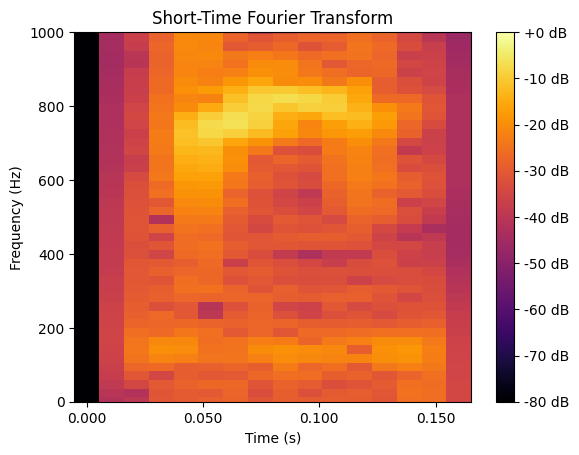 Short-Time Fourier Transform
Frequency (Hz)
1000
800
600
400
200
0
0.000
0.050
0.100
0.150
Time (s)
+0 dB
-10 dB
-20 dB
-30 dB
-40 dB
-50 dB
-60 dB
-70 dB
-80 dB